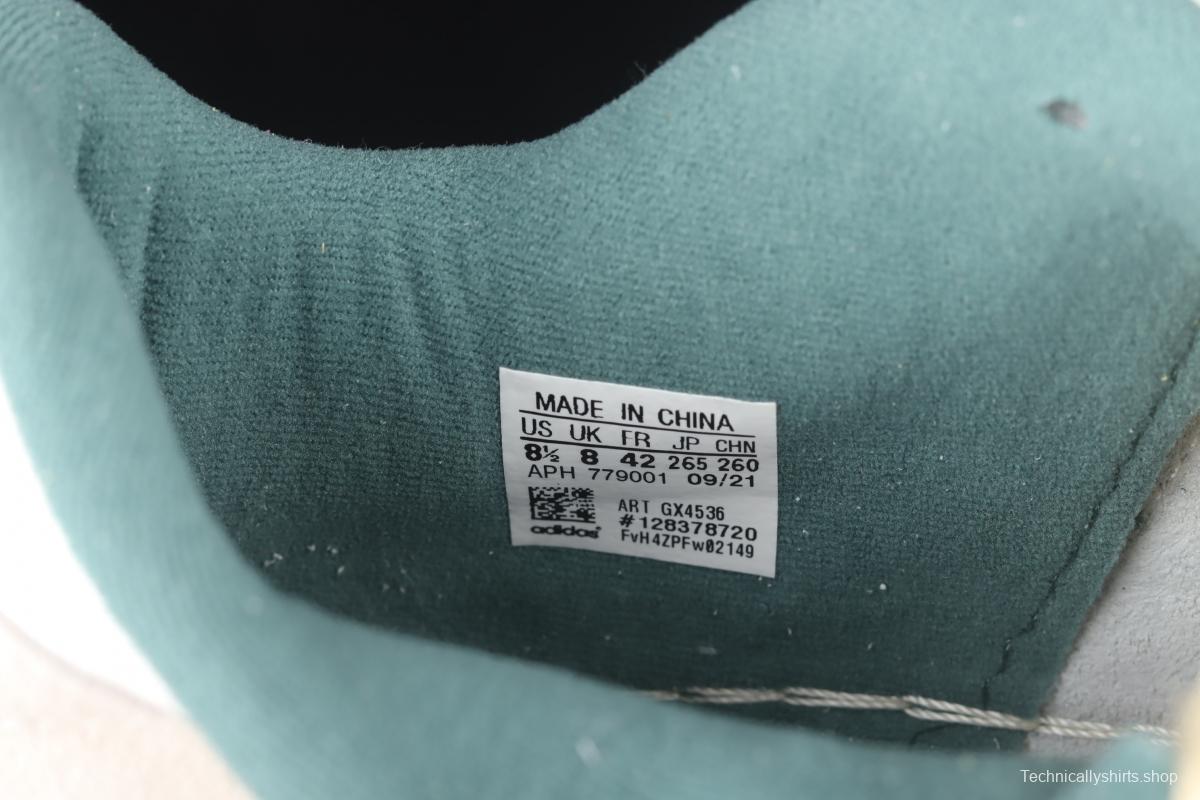 MADE IN CHINA
US UK FR JP CHN
8½ 8 42 265 260
APH 779001 09/21
ART GX4536
#128378720
adidas
FvH4ZPFw02149
Technicallyshirts.shop